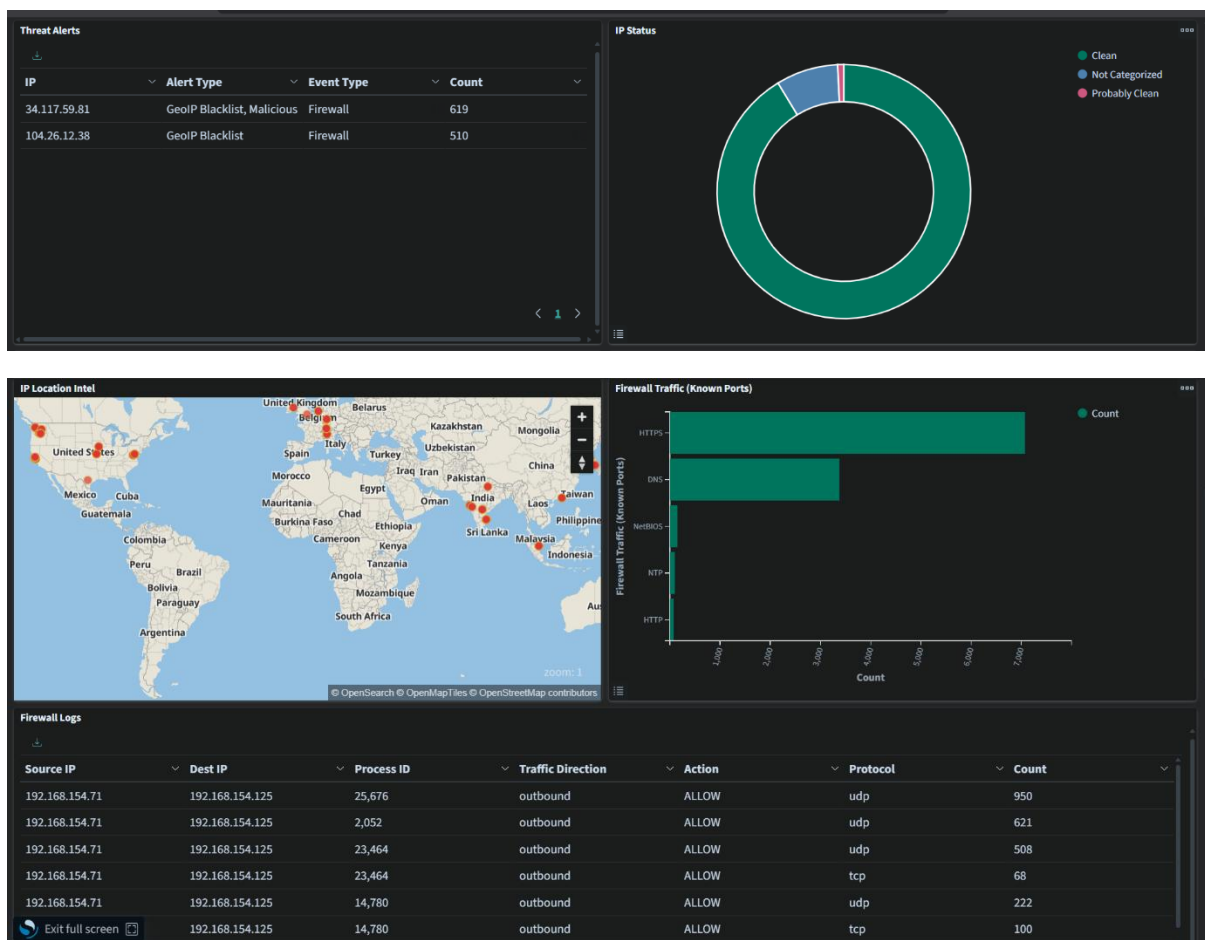 Threat Alerts
IP Alert Type Event Type Count
34.117.59.81 GeoIP Blacklist, Malicious Firewall 619
104.26.12.38 GeoIP Blacklist Firewall 510
< 1 >
IP Status
Clean
Not Categorized
Probably Clean
IP Location Intel
United Kingdom
Belarus
Belgi m
Kazakhstan
Mongolia
United St tes
Italy
Uzbekistan
Spain
Turkey
China
Morocco
Iraq Iran
Pakistan
Mexico
Cuba
Egypt
Mauritania
Oman
India
Laos
Taiwan
Guatemala
Chad
Burkina Faso
Ethiopia
Philippine
Colombia
Cameroon
Kenya
Sri Lanka
Malaysia
Indonesia
Peru
Brazil
Tanzania
Angola
Bolivia
Mozambique
Paraguay
Au
South Africa
Argentina
zoom: 1
© OpenSearch © OpenMapTiles © OpenStreetMap contributors
+
−
Firewall Traffic (Known Ports)
Count
Firewall Traffic (Known Ports)
HTTPS
DNS
NetBIOS
NTP
HTTP
1,000 2,000 3,000 4,000 5,000 6,000 7,000
Count
Firewall Logs
Source IP Dest IP Process ID Traffic Direction Action Protocol Count
192.168.154.71 192.168.154.125 25,676 outbound ALLOW udp 950
192.168.154.71 192.168.154.125 2,052 outbound ALLOW udp 621
192.168.154.71 192.168.154.125 23,464 outbound ALLOW udp 508
192.168.154.71 192.168.154.125 23,464 outbound ALLOW tcp 68
192.168.154.71 192.168.154.125 14,780 outbound ALLOW udp 222
Exit full screen 192.168.154.125 14,780 outbound ALLOW tcp 100